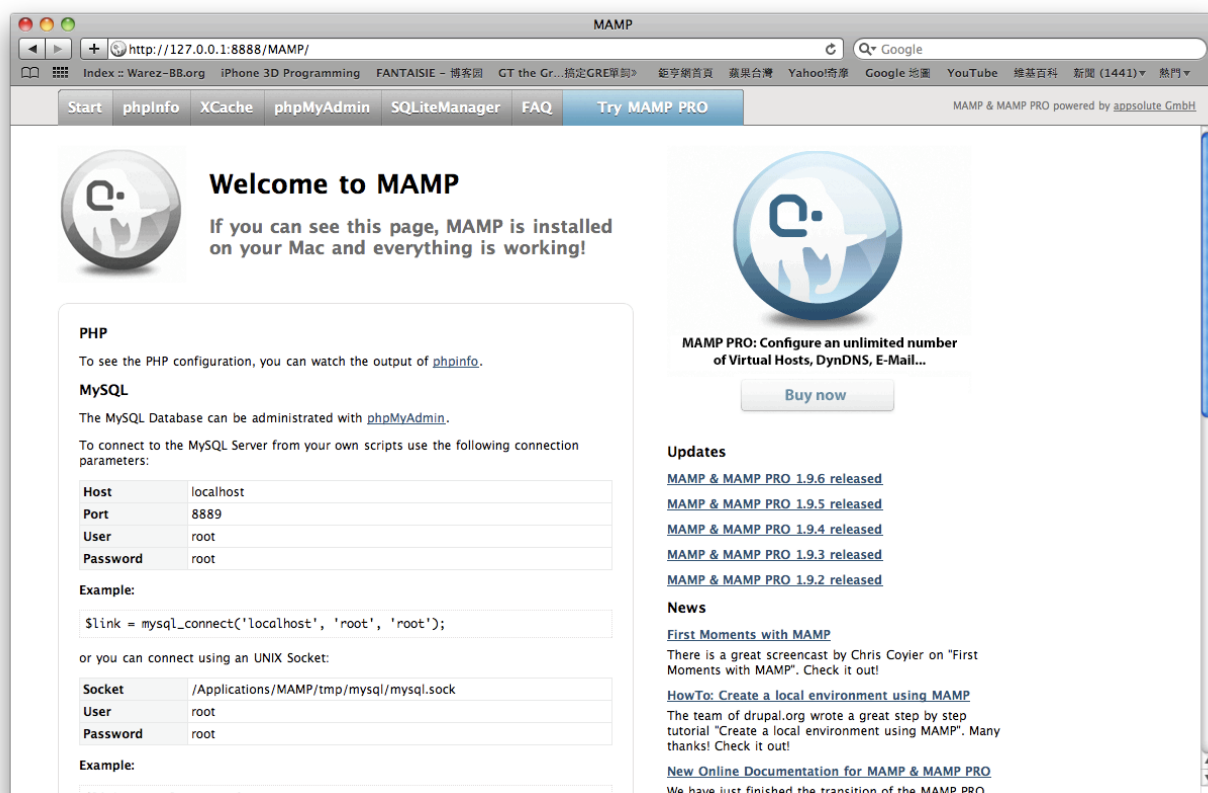 MAMP
http://127.0.0.1:8888/MAMP/
Google
Index :: Warez-BB.org iPhone 3D Programming FANTAISIE - 博客园 GT the Gr...搞定GRE單詞» 鉅亨網首頁 蘋果台灣 Yahoo!奇摩 Google 地圖 YouTube 維基百科 新聞 (1441) 熱門
Start phpInfo XCache phpMyAdmin SQLiteManager FAQ Try MAMP PRO
MAMP & MAMP PRO powered by appsolute GmbH
Welcome to MAMP
If you can see this page, MAMP is installed
on your Mac and everything is working!
PHP
To see the PHP configuration, you can watch the output of phpinfo.
MySQL
The MySQL Database can be administrated with phpMyAdmin.
To connect to the MySQL Server from your own scripts use the following connection
parameters:
Host localhost
Port 8889
User root
Password root
Example:
$link = mysql_connect('localhost', 'root', 'root');
or you can connect using an UNIX Socket:
Socket /Applications/MAMP/tmp/mysql/mysql.sock
User root
Password root
Example:
MAMP PRO: Configure an unlimited number
of Virtual Hosts, DynDNS, E-Mail...
Buy now
Updates
MAMP & MAMP PRO 1.9.6 released
MAMP & MAMP PRO 1.9.5 released
MAMP & MAMP PRO 1.9.4 released
MAMP & MAMP PRO 1.9.3 released
MAMP & MAMP PRO 1.9.2 released
News
First Moments with MAMP
There is a great screencast by Chris Coyier on "First
Moments with MAMP". Check it out!
HowTo: Create a local environment using MAMP
The team of drupal.org wrote a great step by step
tutorial "Create a local environment using MAMP". Many
thanks! Check it out!
New Online Documentation for MAMP & MAMP PRO
We have just finished the transition of the MAMP PRO